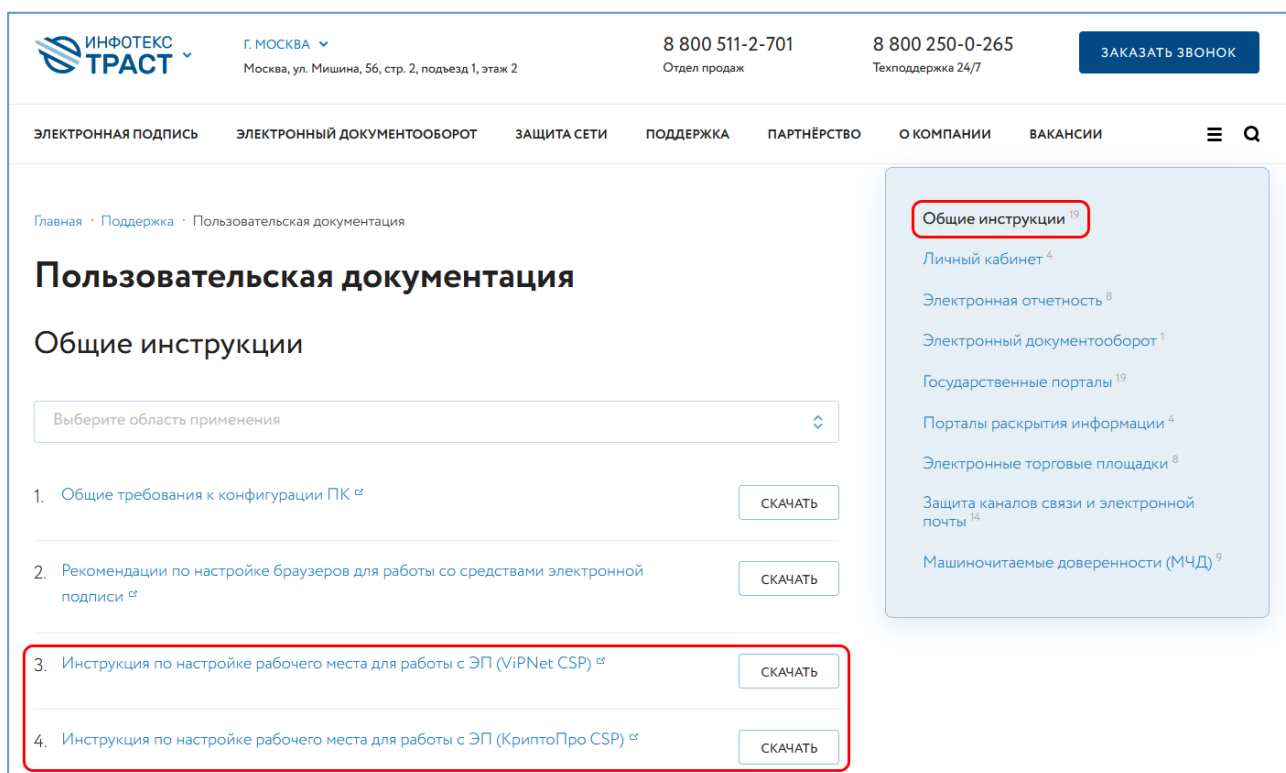 ИНФОТЕКС
ТРАСТ
Г. МОСКВА
Москва, ул. Мишина, 56, стр. 2, подъезд 1, этаж 2
8 800 511-2-701
Отдел продаж
8 800 250-0-265
Техподдержка 24/7
ЗАКАЗАТЬ ЗВОНОК
ЭЛЕКТРОННАЯ ПОДПИСЬ ЭЛЕКТРОННЫЙ ДОКУМЕНТООБОРОТ ЗАЩИТА СЕТИ ПОДДЕРЖКА ПАРТНЁРСТВО О КОМПАНИИ ВАКАНСИИ
Главная · Поддержка · Пользовательская документация
Пользовательская документация
Общие инструкции
Выберите область применения
1. Общие требования к конфигурации ПК СКАЧАТЬ
2. Рекомендации по настройке браузеров для работы со средствами электронной
подписи СКАЧАТЬ
3. Инструкция по настройке рабочего места для работы с ЭП (ViPNet CSP) СКАЧАТЬ
4. Инструкция по настройке рабочего места для работы с ЭП (КриптоПро CSP) СКАЧАТЬ
Общие инструкции 19
Личный кабинет 4
Электронная отчетность 8
Электронный документооборот 1
Государственные порталы 19
Порталы раскрытия информации 4
Электронные торговые площадки 8
Защита каналов связи и электронной
почты 14
Машиночитаемые доверенности (МЧД) 9